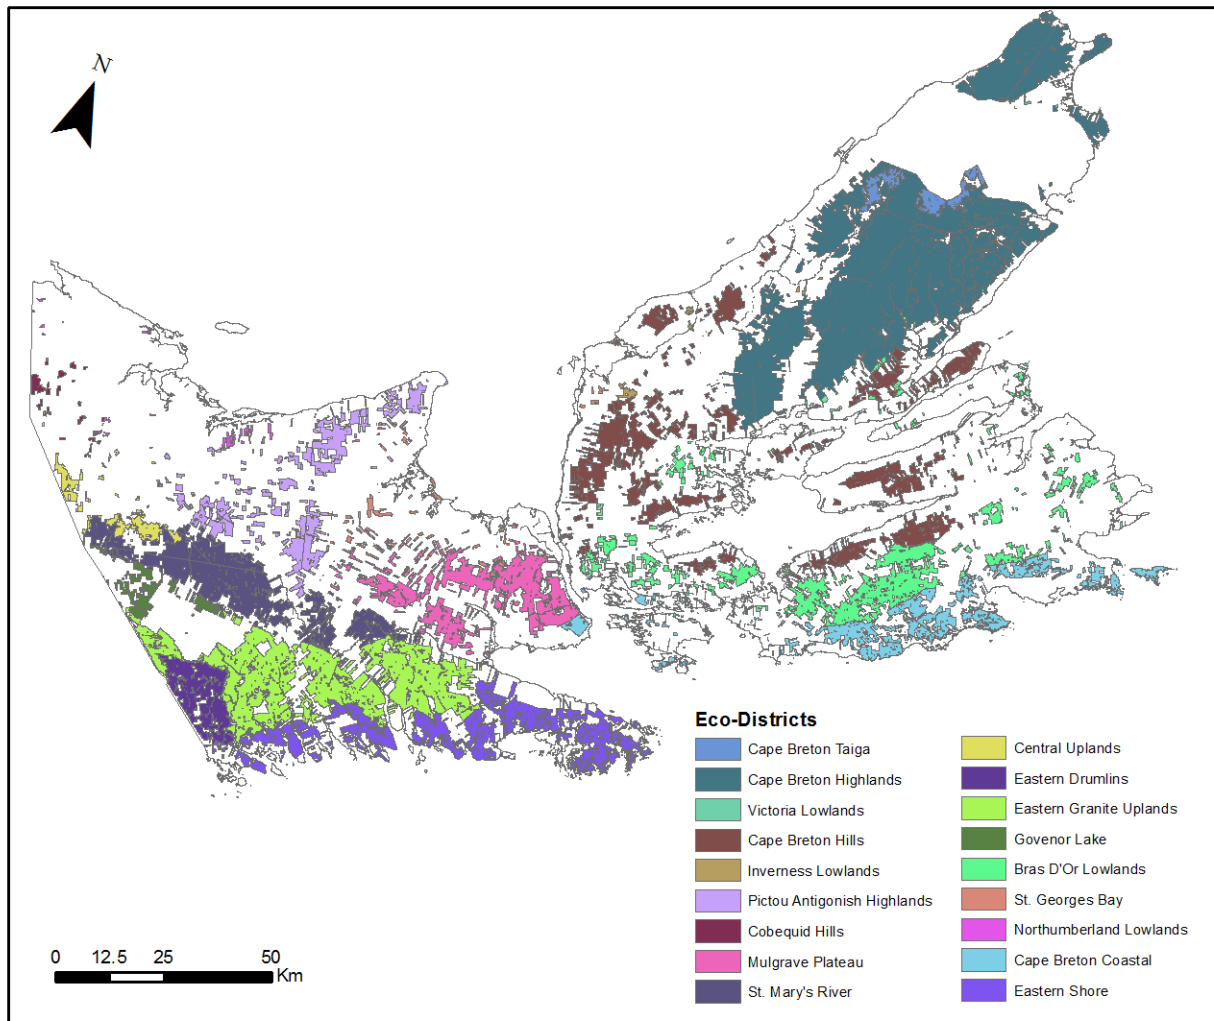 N
Eco-Districts
Cape Breton Taiga
Cape Breton Highlands
Victoria Lowlands
Cape Breton Hills
Inverness Lowlands
Pictou Antigonish Highlands
Cobequid Hills
Mulgrave Plateau
St. Mary's River
Central Uplands
Eastern Drumlins
Eastern Granite Uplands
Govenor Lake
Bras D'Or Lowlands
St. Georges Bay
Northumberland Lowlands
Cape Breton Coastal
Eastern Shore
0 12.5 25 50
Km